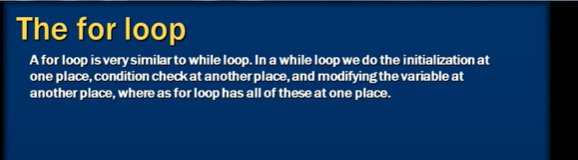 The for loop
A for loop is very similar to while loop. In a while loop we do the initialization at
one place, condition check at another place, and modifying the variable at
another place, where as for loop has all of these at one place.